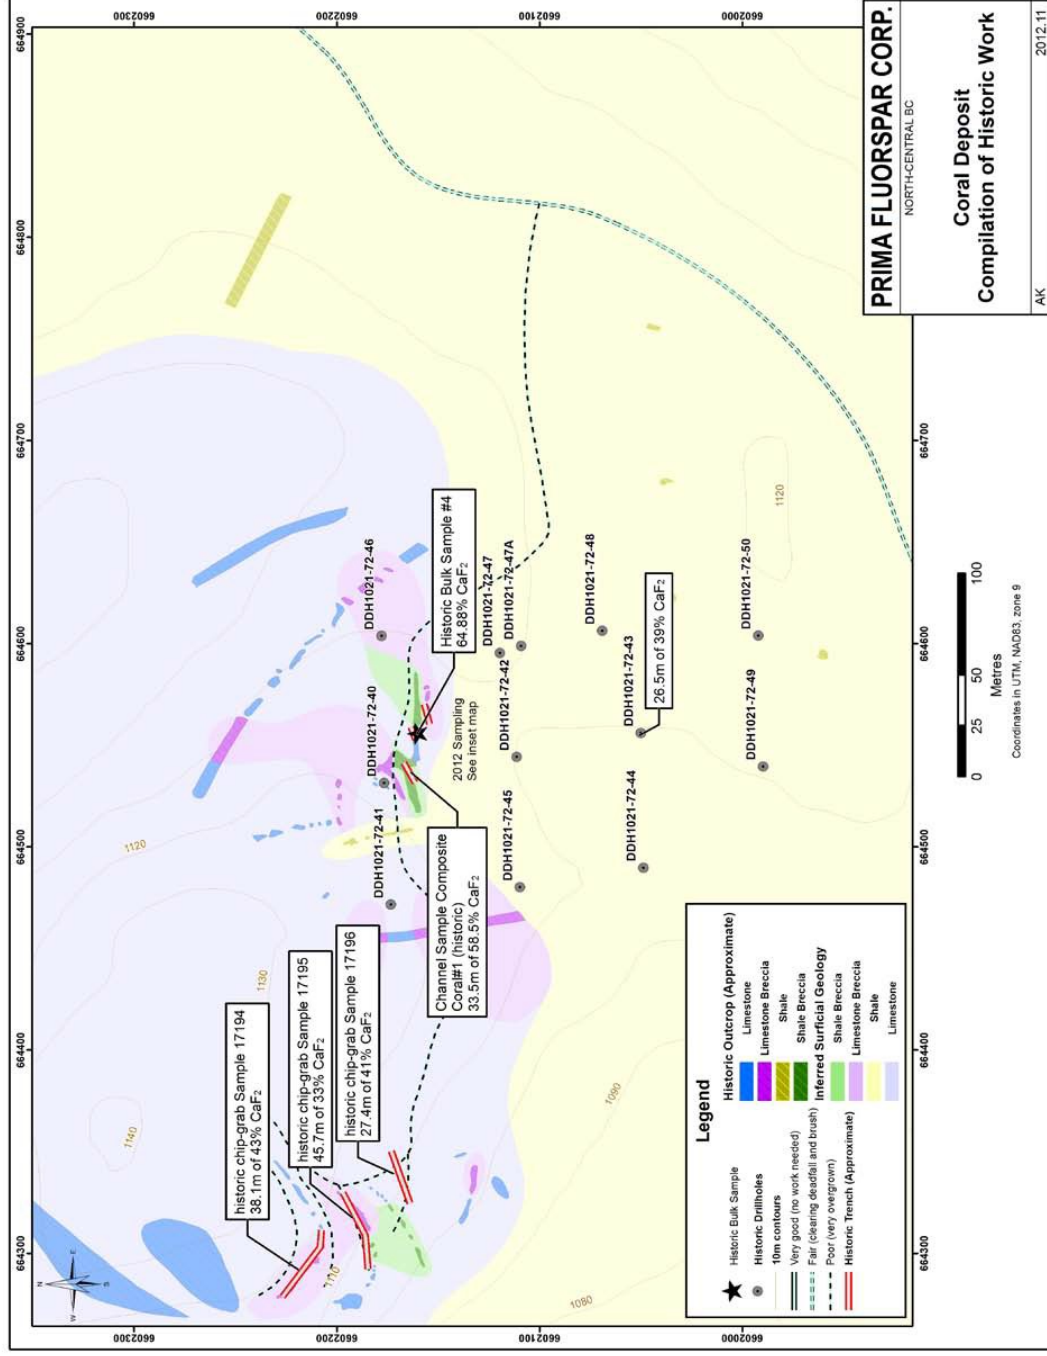 664300
664400
664500
664600
664700
664800
664900
6602300
6602200
6602100
6602000
6602300
6602200
6602100
6602000
664300
664400
664500
664600
664700
N
E
S
W
1140
1130
1120
1110
1090
1080
1120
historic chip-grab Sample 17194
38.1m of 43% CaF2
historic chip-grab Sample 17195
45.7m of 33% CaF2
historic chip-grab Sample 17196
27.4m of 41% CaF2
Channel Sample Composite
Coral#1 (historic)
33.5m of 58.5% CaF2
Historic Bulk Sample #4
64.88% CaF2
2012 Sampling
See inset map
26.5m of 39% CaF2
DDH1021-72-41
DDH1021-72-40
DDH1021-72-46
DDH1021-72-45
DDH1021-72-42
DDH1021-72-47
DDH1021-72-47A
DDH1021-72-48
DDH1021-72-44
DDH1021-72-43
DDH1021-72-49
DDH1021-72-50
Legend
Historic Bulk Sample
Historic Drillholes
10m contours
Very good (no work needed)
Fair (clearing deadfall and brush)
Poor (very overgrown)
Historic Trench (Approximate)
Historic Outcrop (Approximate)
Limestone
Limestone Breccia
Shale
Shale Breccia
Inferred Surficial Geology
Shale Breccia
Limestone Breccia
Shale
Limestone
0 25 50 100
Metres
Coordinates in UTM, NAD83, zone 9
PRIMA FLUORSPAR CORP.
NORTH-CENTRAL BC
Coral Deposit
Compilation of Historic Work
AK 2012.11